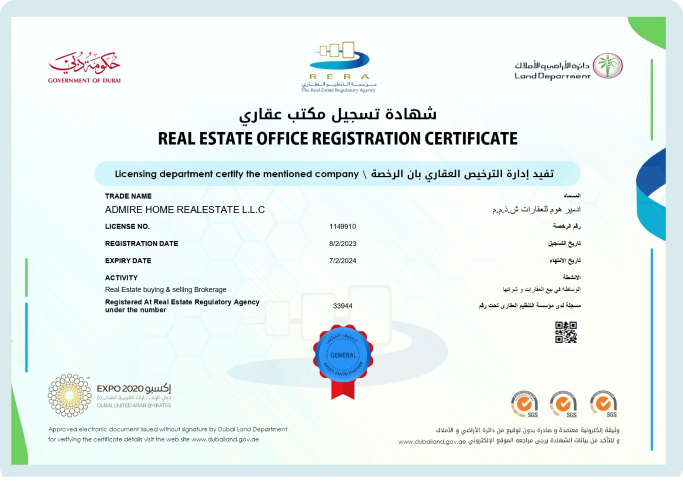 حكومة دبي
GOVERNMENT OF DUBAI
RERA
مؤسسة التنظيم العقاري
The Real Estate Regulatory Agency
دائرة الأراضي والأملاك
Land Department
شهادة تسجيل مكتب عقاري
REAL ESTATE OFFICE REGISTRATION CERTIFICATE
Licensing department certify the mentioned company \ تفيد إدارة الترخيص العقاري بان الرخصة
TRADE NAME المسماه
ADMIRE HOME REALESTATE L.L.C ادمير هوم للعقارات ش.ذ.م.م
LICENSE NO. 1149910 رقم الرخصة
REGISTRATION DATE 8/2/2023 تاريخ التسجيل
EXPIRY DATE 7/2/2024 تاريخ الانتهاء
ACTIVITY الانشطة
Real Estate buying & selling Brokerage الوساطه في بيع العقارات و شرائها
Registered At Real Estate Regulatory Agency
under the number 33944 مسجلة لدى مؤسسة التنظيم العقارى تحت رقم
GENERAL
EXPO 2020 إكسبو
DUBAI, UNITED ARAB EMIRATES
SGS SGS SGS
Approved electronic document issued without signature by Dubai Land Department
for verifying the certificate details visit the web site www.dubailand.gov.ae
وثيقة إلكترونية معتمدة و صادرة بدون توقيع من دائرة الأراضي و الأملاك
و للتأكد من بيانات الشهادة يرجى مراجعة الموقع الإلكتروني www.dubailand.gov.ae